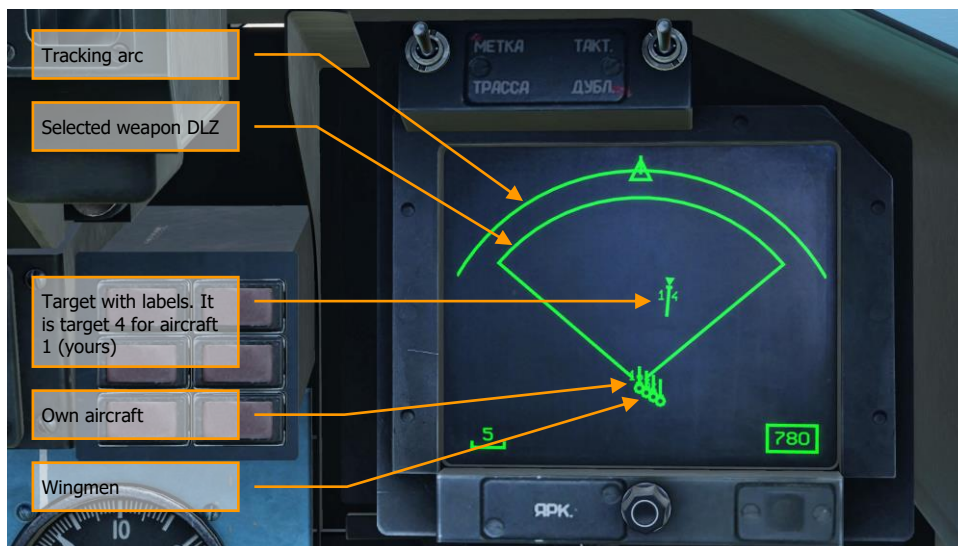 Tracking arc
Selected weapon DLZ
Target with labels. It
is target 4 for aircraft
1 (yours)
Own aircraft
Wingmen
МЕТКА ТАКТ.
ТРАССА ДУБЛ.
1 4
1
5
780
ЯРК.
10